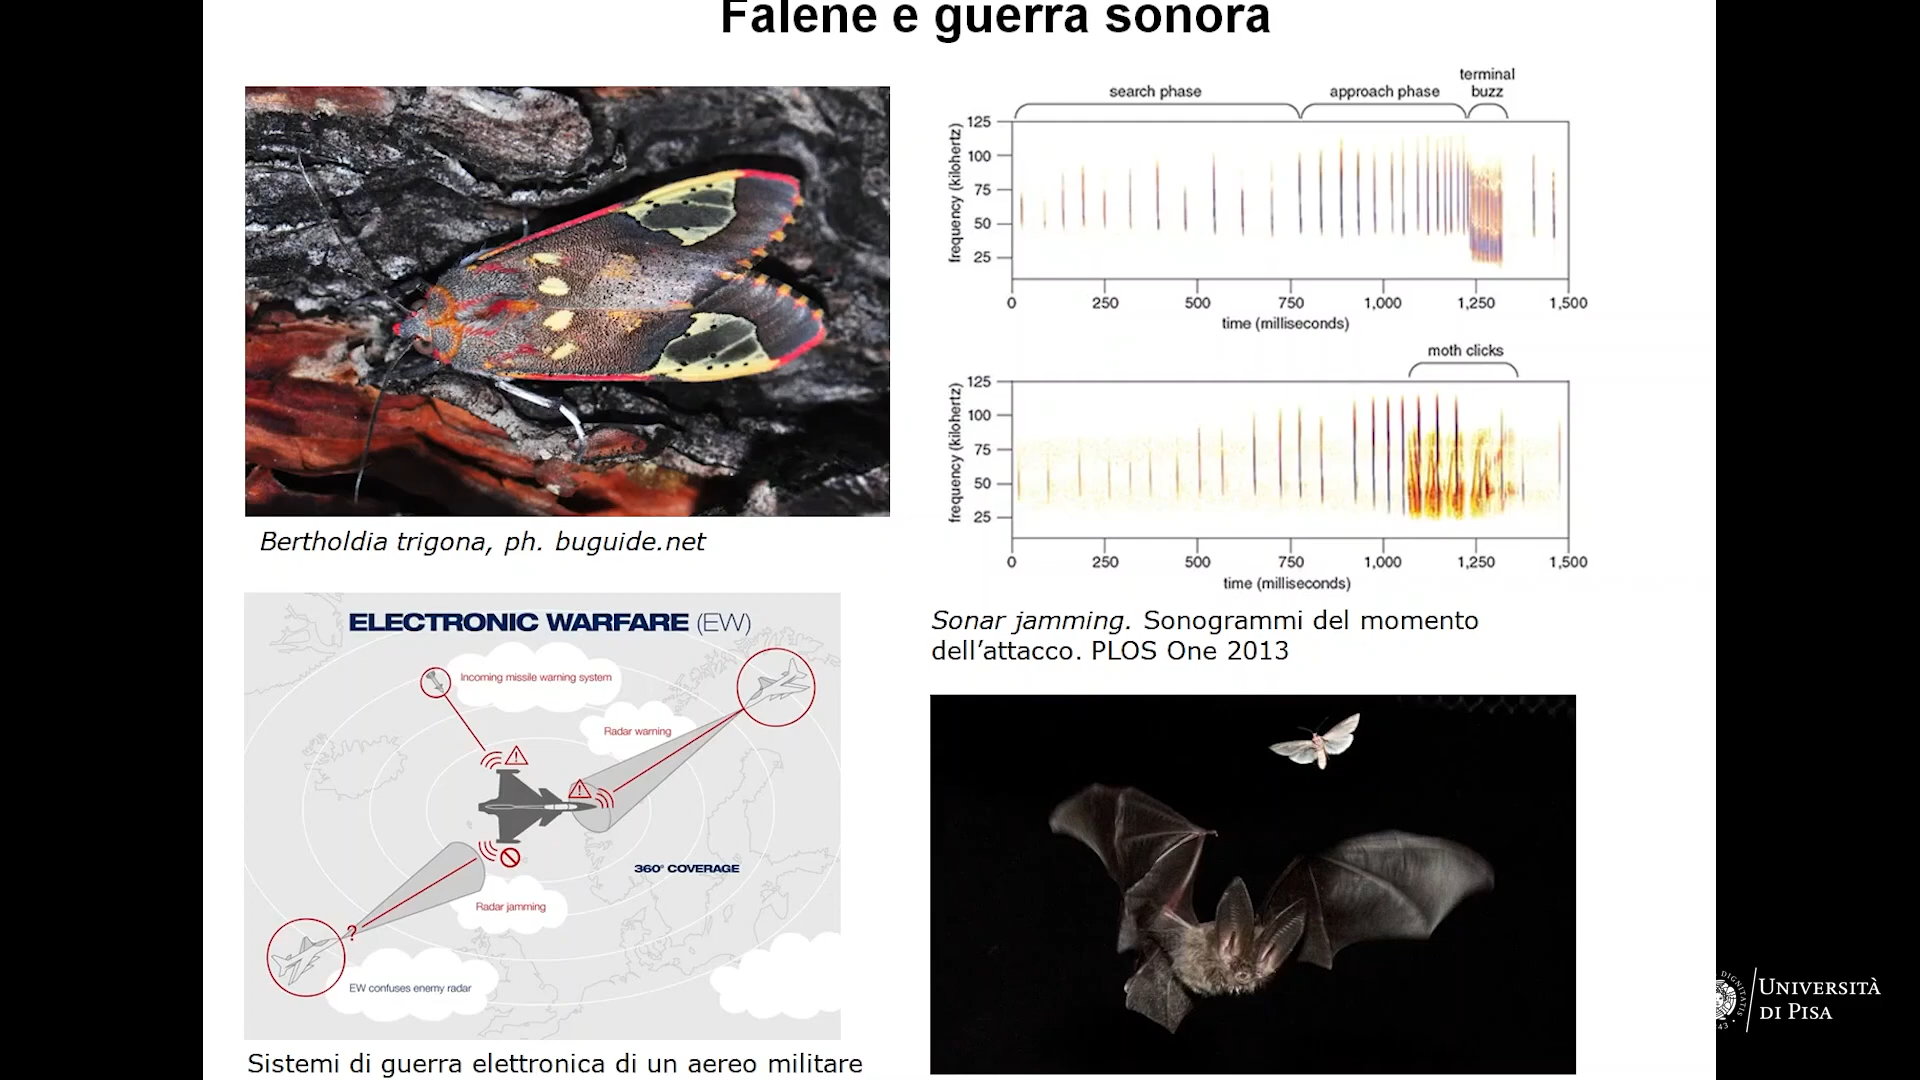 Falene e guerra sonora
Bertholdia trigona, ph. buguide.net
search phase
approach phase
terminal
buzz
frequency (kilohertz)
125
100
75
50
25
0
250
500
750
1,000
1,250
1,500
time (milliseconds)
moth clicks
frequency (kilohertz)
125
100
75
50
25
0
250
500
750
1,000
1,250
1,500
time (milliseconds)
Sonar jamming. Sonogrammi del momento
dell’attacco. PLOS One 2013
ELECTRONIC WARFARE (EW)
Incoming missile warning system
Radar warning
360° COVERAGE
Radar jamming
?
EW confuses enemy radar
Sistemi di guerra elettronica di un aereo militare
UNIVERSITÀ
DI PISA